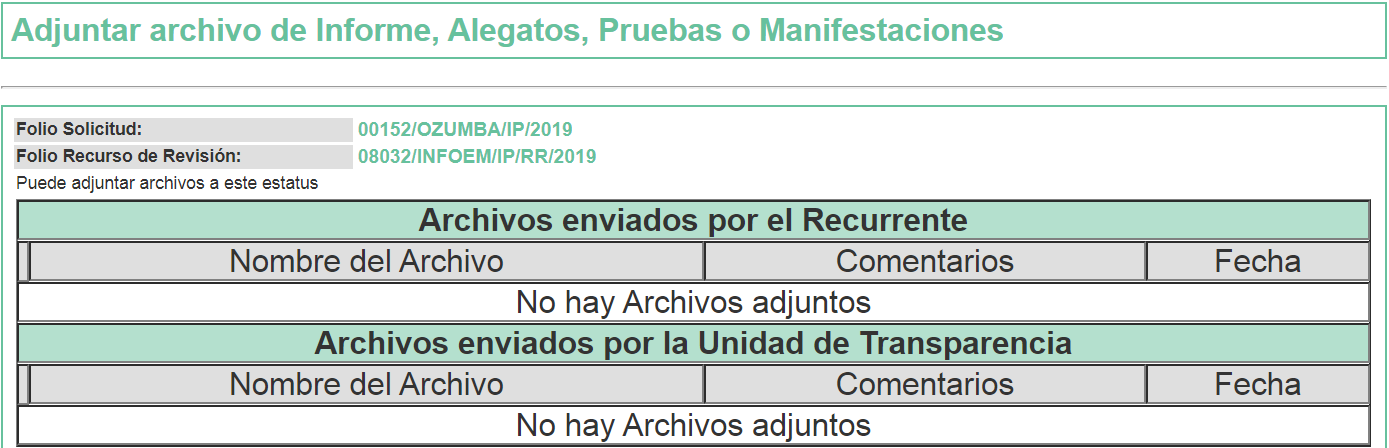 Adjuntar archivo de Informe, Alegatos, Pruebas o Manifestaciones
Folio Solicitud: 00152/OZUMBA/IP/2019
Folio Recurso de Revisión: 08032/INFOEM/IP/RR/2019
Puede adjuntar archivos a este estatus
Archivos enviados por el Recurrente
Nombre del Archivo Comentarios Fecha
No hay Archivos adjuntos
Archivos enviados por la Unidad de Transparencia
Nombre del Archivo Comentarios Fecha
No hay Archivos adjuntos